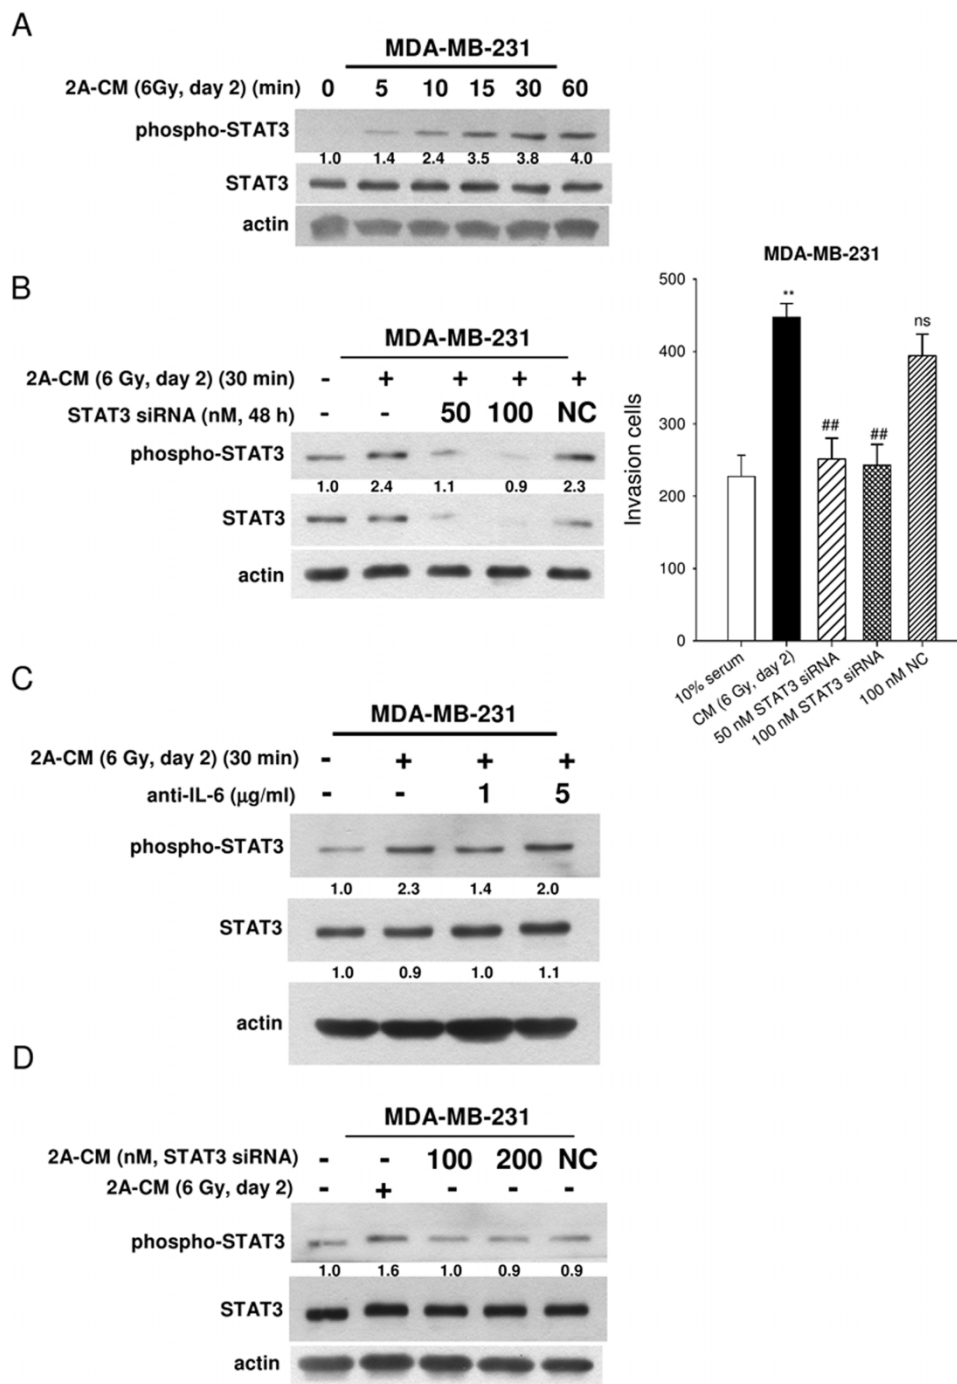 A
MDA-MB-231
2A-CM (6Gy, day 2) (min) 0 5 10 15 30 60
phospho-STAT3
1.0 1.4 2.4 3.5 3.8 4.0
STAT3
actin
B
MDA-MB-231
2A-CM (6 Gy, day 2) (30 min) - + + + +
STAT3 siRNA (nM, 48 h) - - 50 100 NC
phospho-STAT3
1.0 2.4 1.1 0.9 2.3
STAT3
actin
MDA-MB-231
Invasion cells
500
400
300
200
100
0
**
##
##
ns
10% serum
CM (6 Gy, day 2)
50 nM STAT3 siRNA
100 nM STAT3 siRNA
100 nM NC
C
MDA-MB-231
2A-CM (6 Gy, day 2) (30 min) - + + +
anti-IL-6 (µg/ml) - - 1 5
phospho-STAT3
1.0 2.3 1.4 2.0
STAT3
1.0 0.9 1.0 1.1
actin
D
MDA-MB-231
2A-CM (nM, STAT3 siRNA) - - 100 200 NC
2A-CM (6 Gy, day 2) - + - - -
phospho-STAT3
1.0 1.6 1.0 0.9 0.9
STAT3
actin